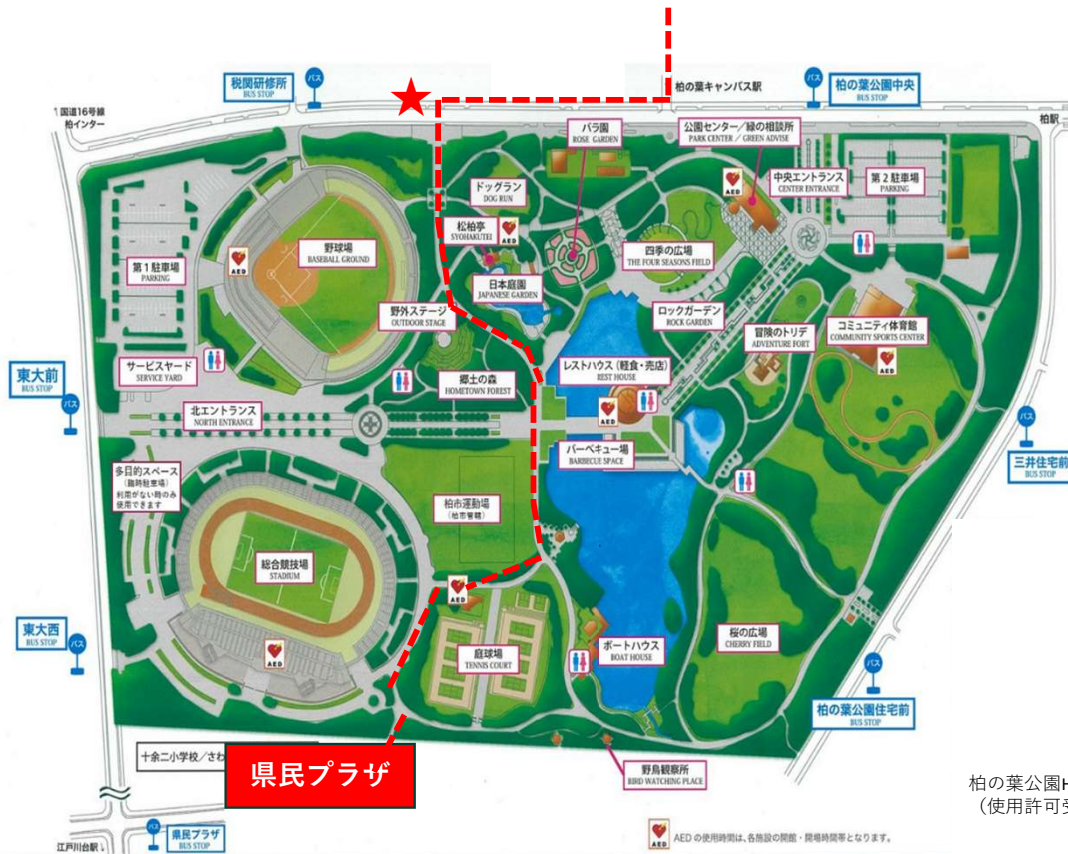 税関研修所
BUS STOP
バス
柏の葉キャンパス駅
バス
柏の葉公園中央
BUS STOP
国道16号線
柏インター
柏駅
バラ園
ROSE GARDEN
公園センター／緑の相談所
PARK CENTER / GREEN ADVISE
中央エントランス
CENTER ENTRANCE
第2駐車場
PARKING
ドッグラン
DOG RUN
AED
松柏亭
SYOHAKUTEI
AED
野球場
BASEBALL GROUND
四季の広場
THE FOUR SEASONS FIELD
第1駐車場
PARKING
AED
日本庭園
JAPANESE GARDEN
野外ステージ
OUTDOOR STAGE
ロックガーデン
ROCK GARDEN
冒険のトリデ
ADVENTURE FORT
コミュニティ体育館
COMMUNITY SPORTS CENTER
AED
サービスヤード
SERVICE YARD
レストハウス（軽食・売店）
REST HOUSE
郷土の森
HOMETOWN FOREST
東大前
BUS STOP
バス
AED
北エントランス
NORTH ENTRANCE
バーベキュー場
BARBECUE SPACE
バス
三井住宅前
BUS STOP
多目的スペース
（臨時駐車場）
利用がない時のみ
使用できます
柏市運動場
（柏市管轄）
総合競技場
STADIUM
AED
東大西
BUS STOP
バス
AED
庭球場
TENNIS COURT
ボートハウス
BOAT HOUSE
桜の広場
CHERRY FIELD
バス
柏の葉公園住宅前
BUS STOP
十余二小学校／さわ
県民プラザ
野鳥観察所
BIRD WATCHING PLACE
柏の葉公園H
（使用許可受
バス
県民プラザ
BUS STOP
江戸川台駅
AED
AEDの使用時間は、各施設の開館・開場時間帯となります。